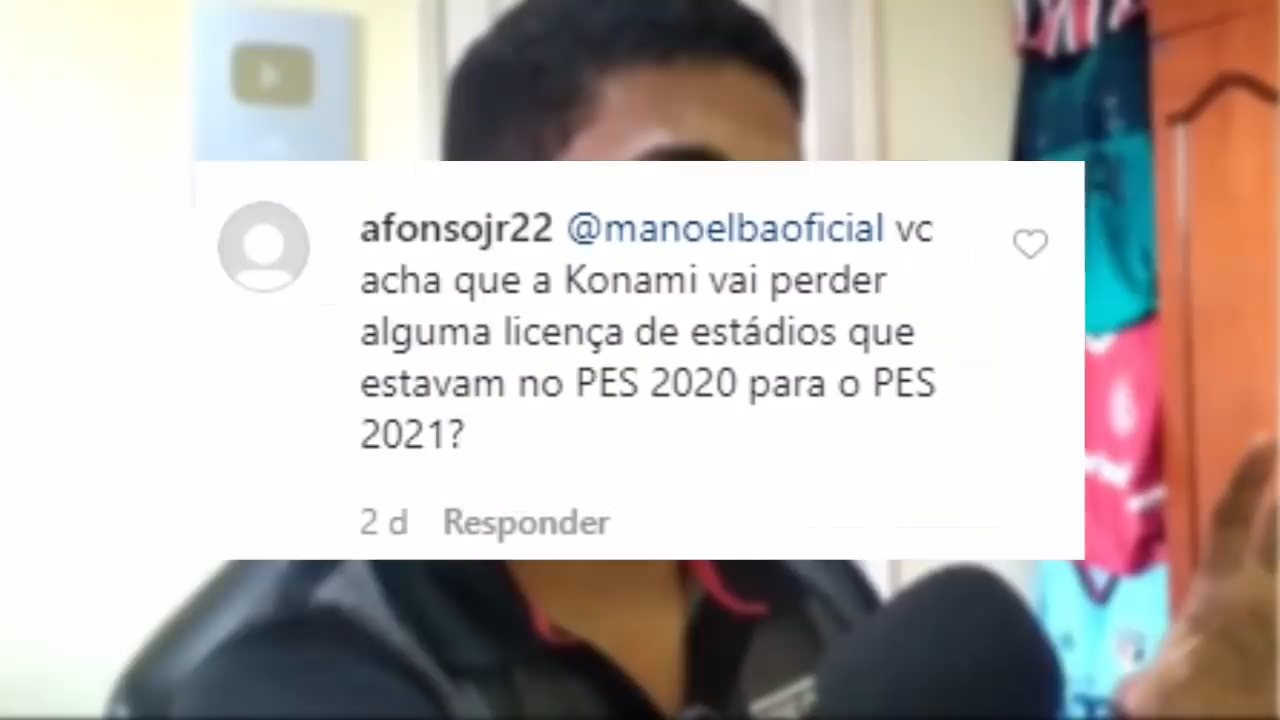 afonsojr22 @manoelbaoficial vc
acha que a Konami vai perder
alguma licença de estádios que
estavam no PES 2020 para o PES
2021?
2 d Responder